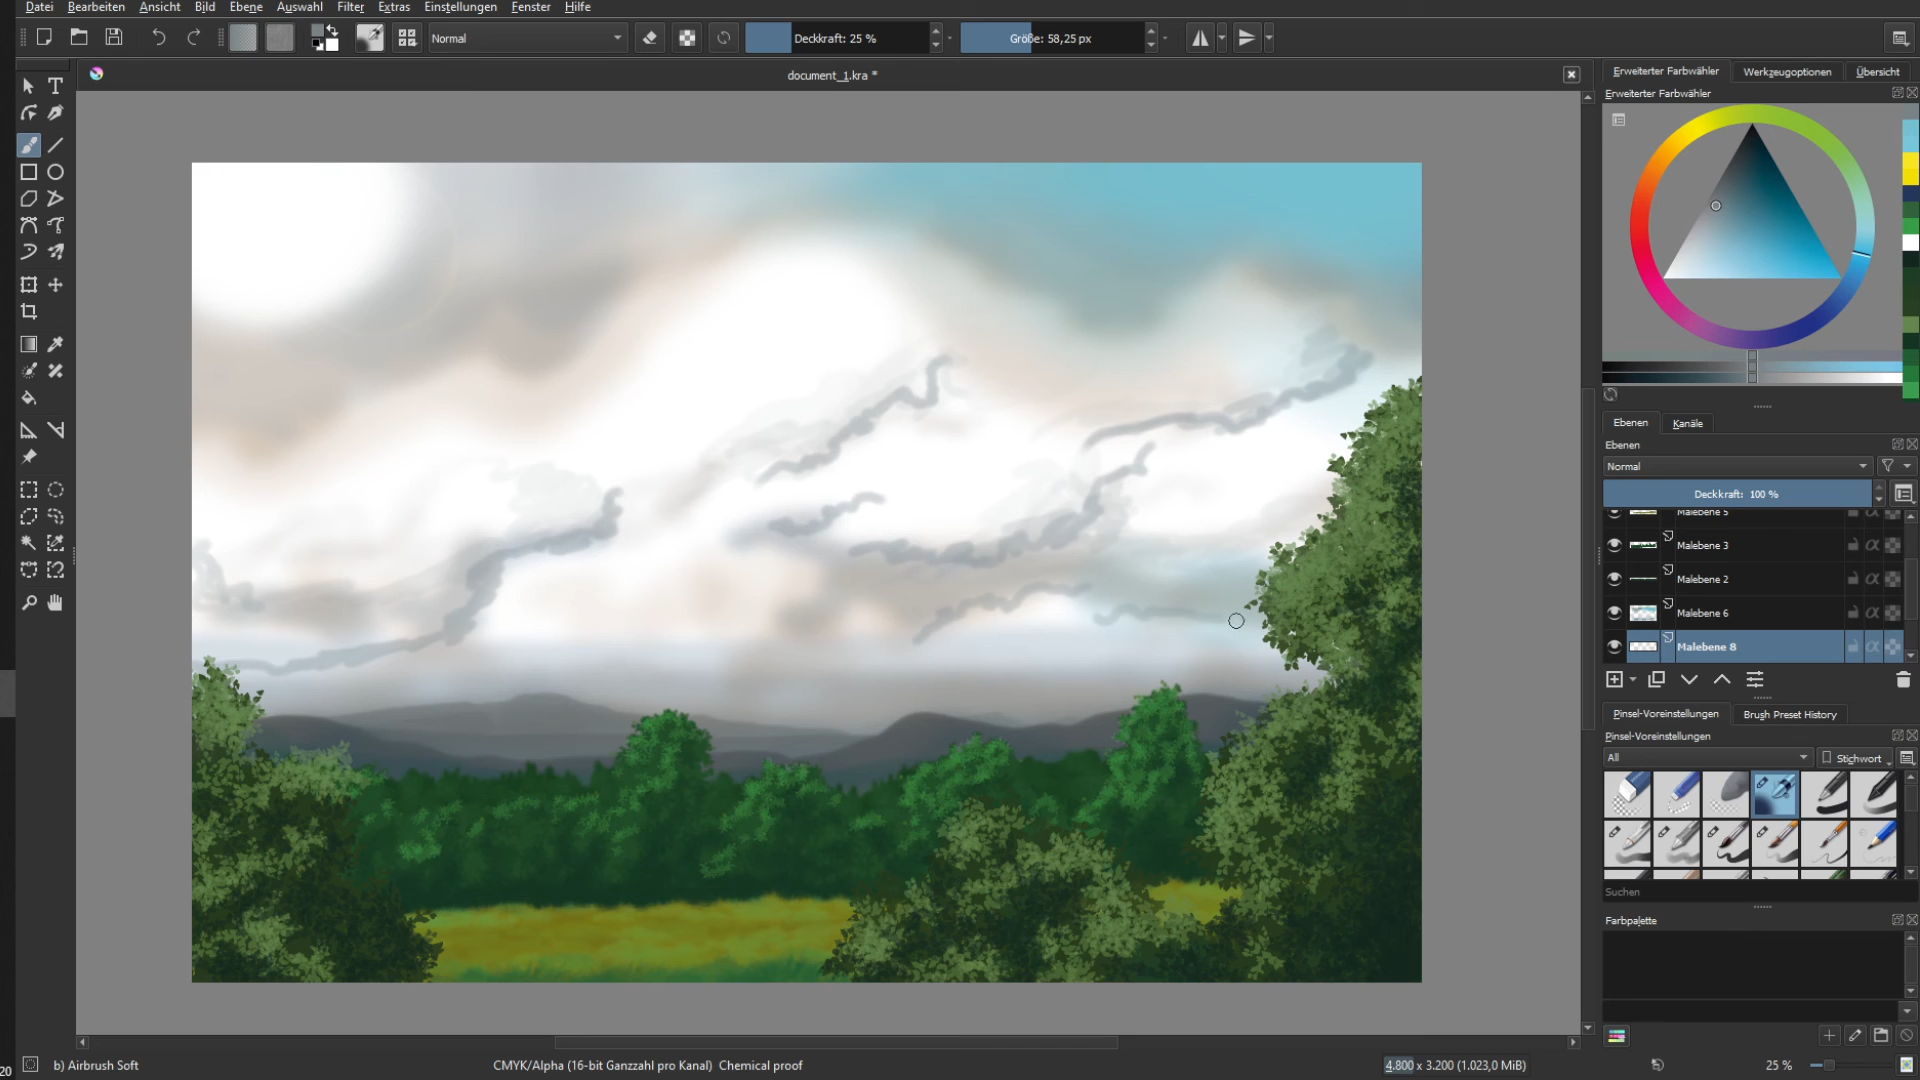 Datei Bearbeiten Ansicht Bild Ebene Auswahl Filter Extras Einstellungen Fenster Hilfe
Normal Deckkraft: 25 % Größe: 58,25 px
document_1.kra *
Erweiterter Farbwähler Werkzeugoptionen Übersicht
Erweiterter Farbwähler
Ebenen Kanäle
Ebenen
Normal
Deckkraft: 100 %
Malebene 5
Malebene 3
Malebene 2
Malebene 6
Malebene 8
Pinsel-Voreinstellungen Brush Preset History
Pinsel-Voreinstellungen
All Stichwort
Suchen
Farbpalette
20 b) Airbrush Soft CMYK/Alpha (16-bit Ganzzahl pro Kanal) Chemical proof 4.800 x 3.200 (1.023,0 MiB) 25 %